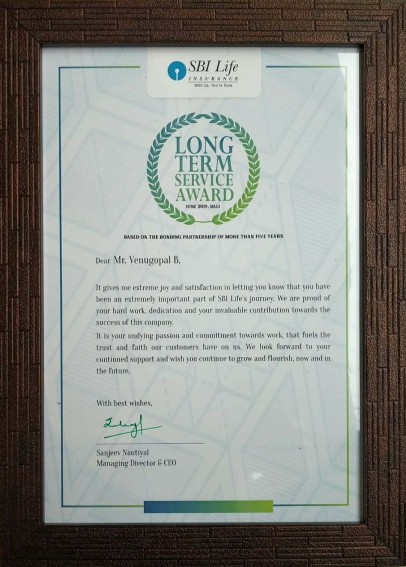 SBI Life
INSURANCE
With Us, You're Sure
LONG
TERM
SERVICE
AWARD
JUNE 2019, BALI
BASED ON THE BONDING PARTNERSHIP OF MORE THAN FIVE YEARS
Dear Mr. Venugopal B,
It gives me extreme joy and satisfaction in letting you know that you have
been an extremely important part of SBI Life's journey. We are proud of
your hard work, dedication and your invaluable contribution towards the
success of this company.
It is your undying passion and commitment towards work, that fuels the
trust and faith our customers have on us. We look forward to your
continued support and wish you continue to grow and flourish, now and in
the future.
With best wishes,
Sanjeev Nautiyal
Managing Director & CEO